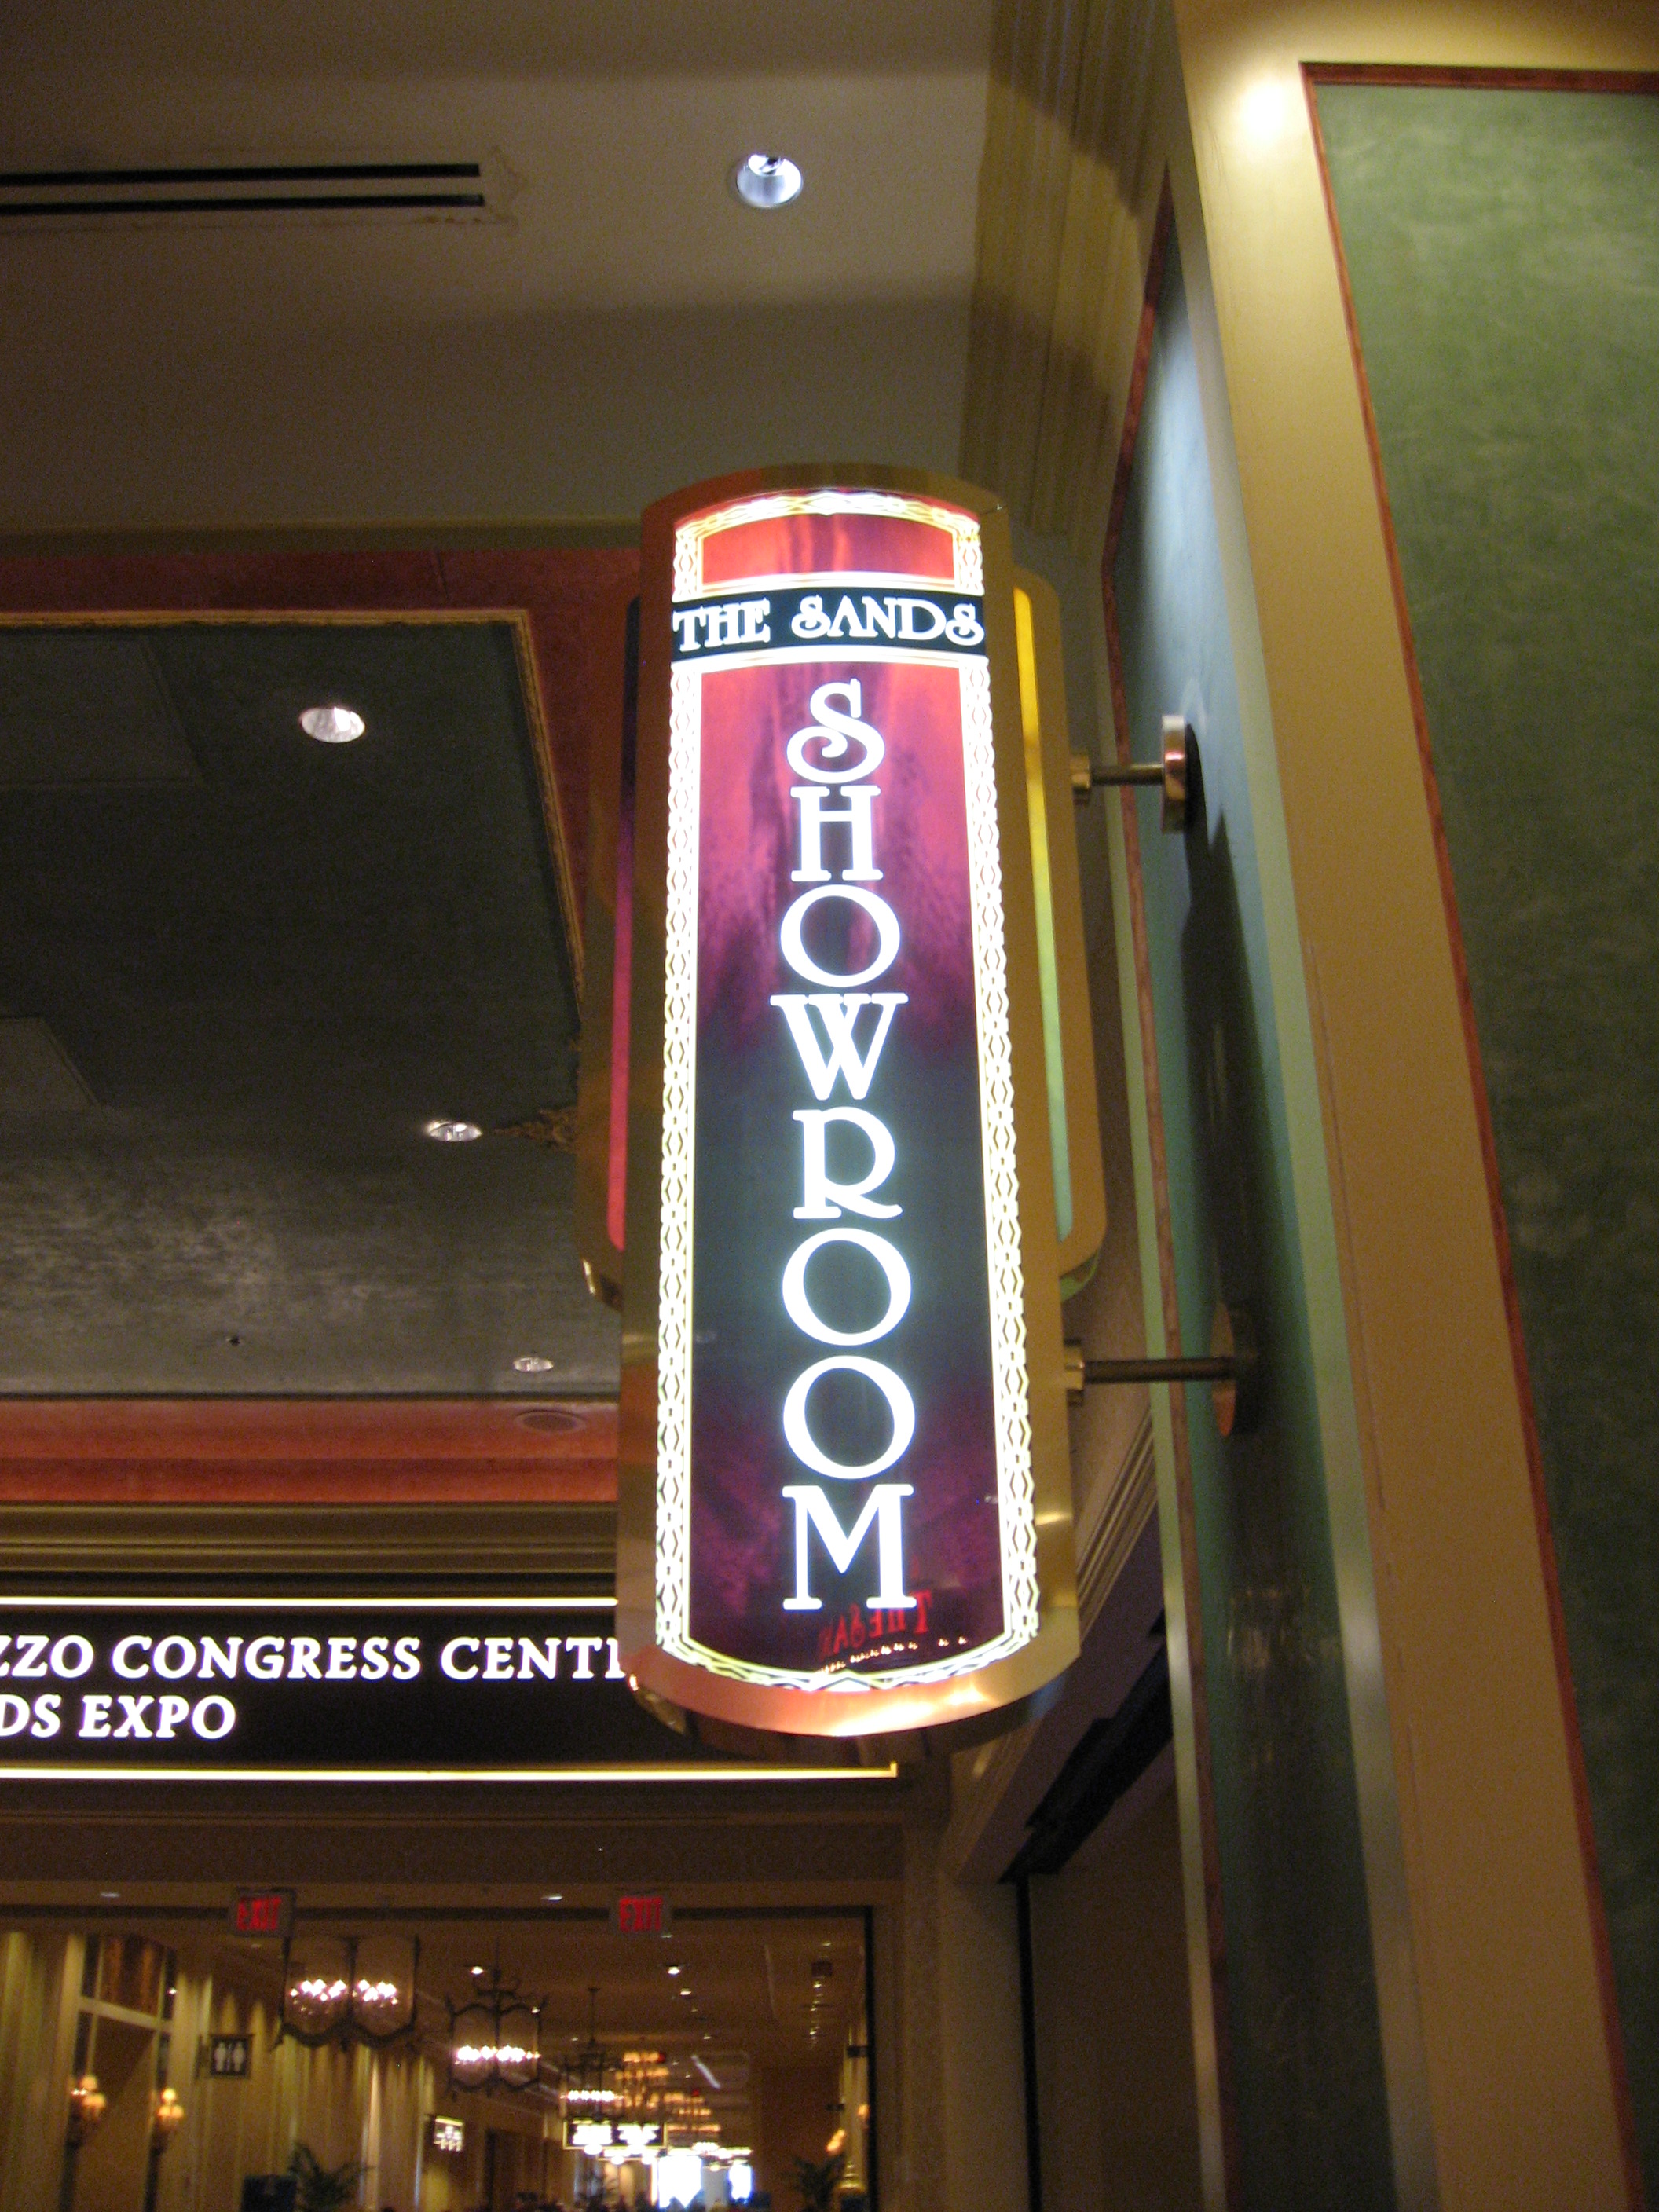 THE SANDS
SHOWROOM
ZZO CONGRESS CENT
DS EXPO
EXIT
EXIT